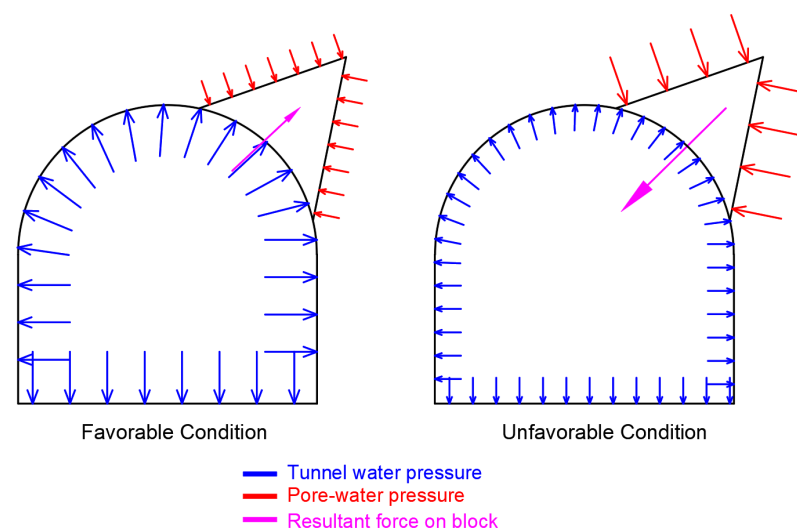 Favorable Condition
Unfavorable Condition
Tunnel water pressure
Pore-water pressure
Resultant force on block